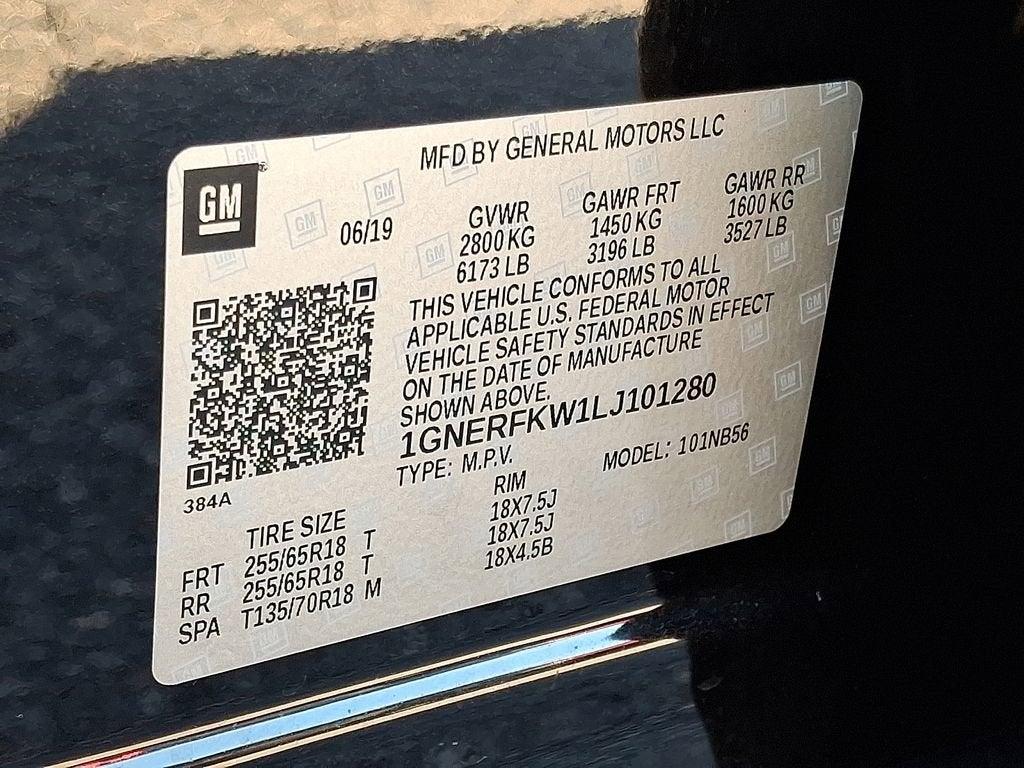 MFD BY GENERAL MOTORS LLC
GM
06/19
GVWR
2800 KG
6173 LB
GAWR FRT
1450 KG
3196 LB
GAWR RR
1600 KG
3527 LB
THIS VEHICLE CONFORMS TO ALL
APPLICABLE U.S. FEDERAL MOTOR
VEHICLE SAFETY STANDARDS IN EFFECT
ON THE DATE OF MANUFACTURE
SHOWN ABOVE.
1GNERFKW1LJ101280
TYPE: M.P.V. MODEL: 101NB56
384A
TIRE SIZE RIM
FRT 255/65R18 T 18X7.5J
RR 255/65R18 T 18X7.5J
SPA T135/70R18 M 18X4.5B